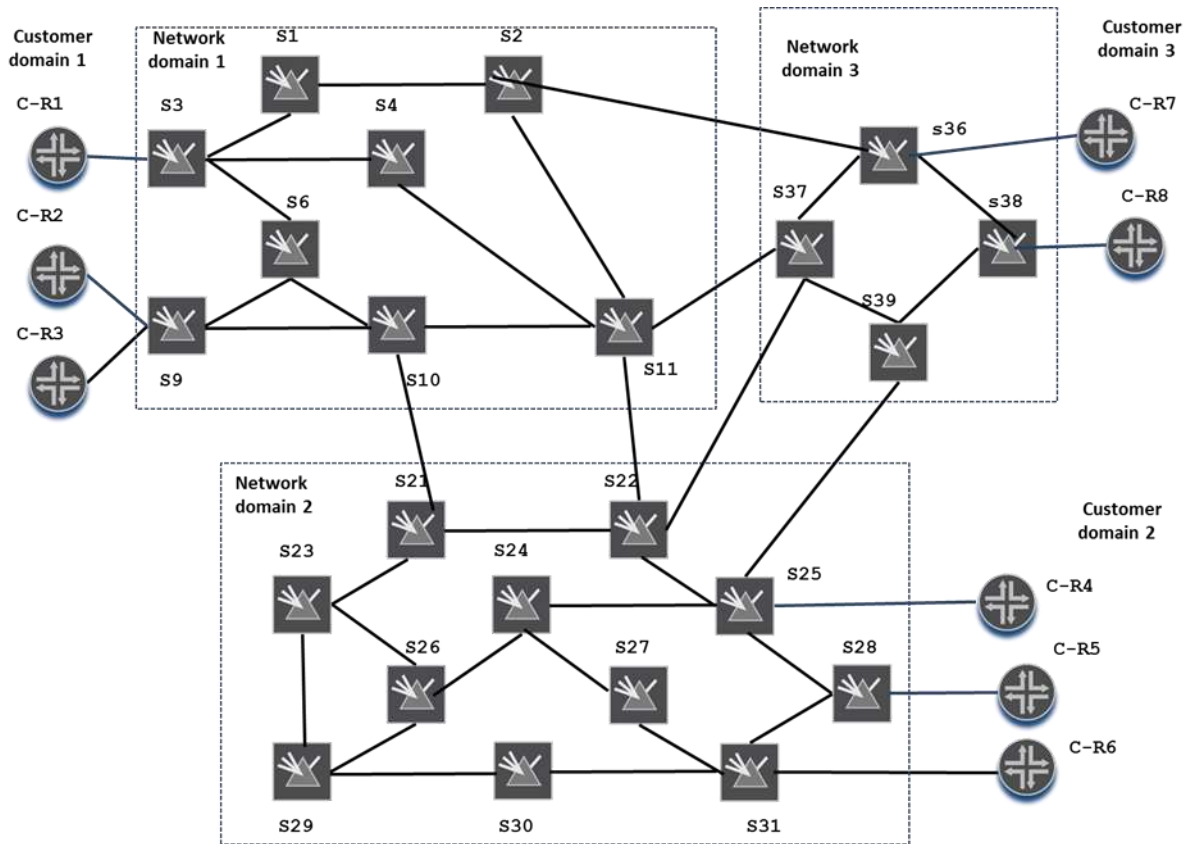 Customer
domain 1
Network
domain 1
S1
S2
Network
domain 3
Customer
domain 3
C-R1
S3
S4
s36
C-R7
C-R2
S6
S37
s38
C-R8
C-R3
S39
S9
S10
S11
Network
domain 2
S21
S22
Customer
domain 2
S23
S24
S25
C-R4
S26
S27
S28
C-R5
C-R6
S29
S30
S31